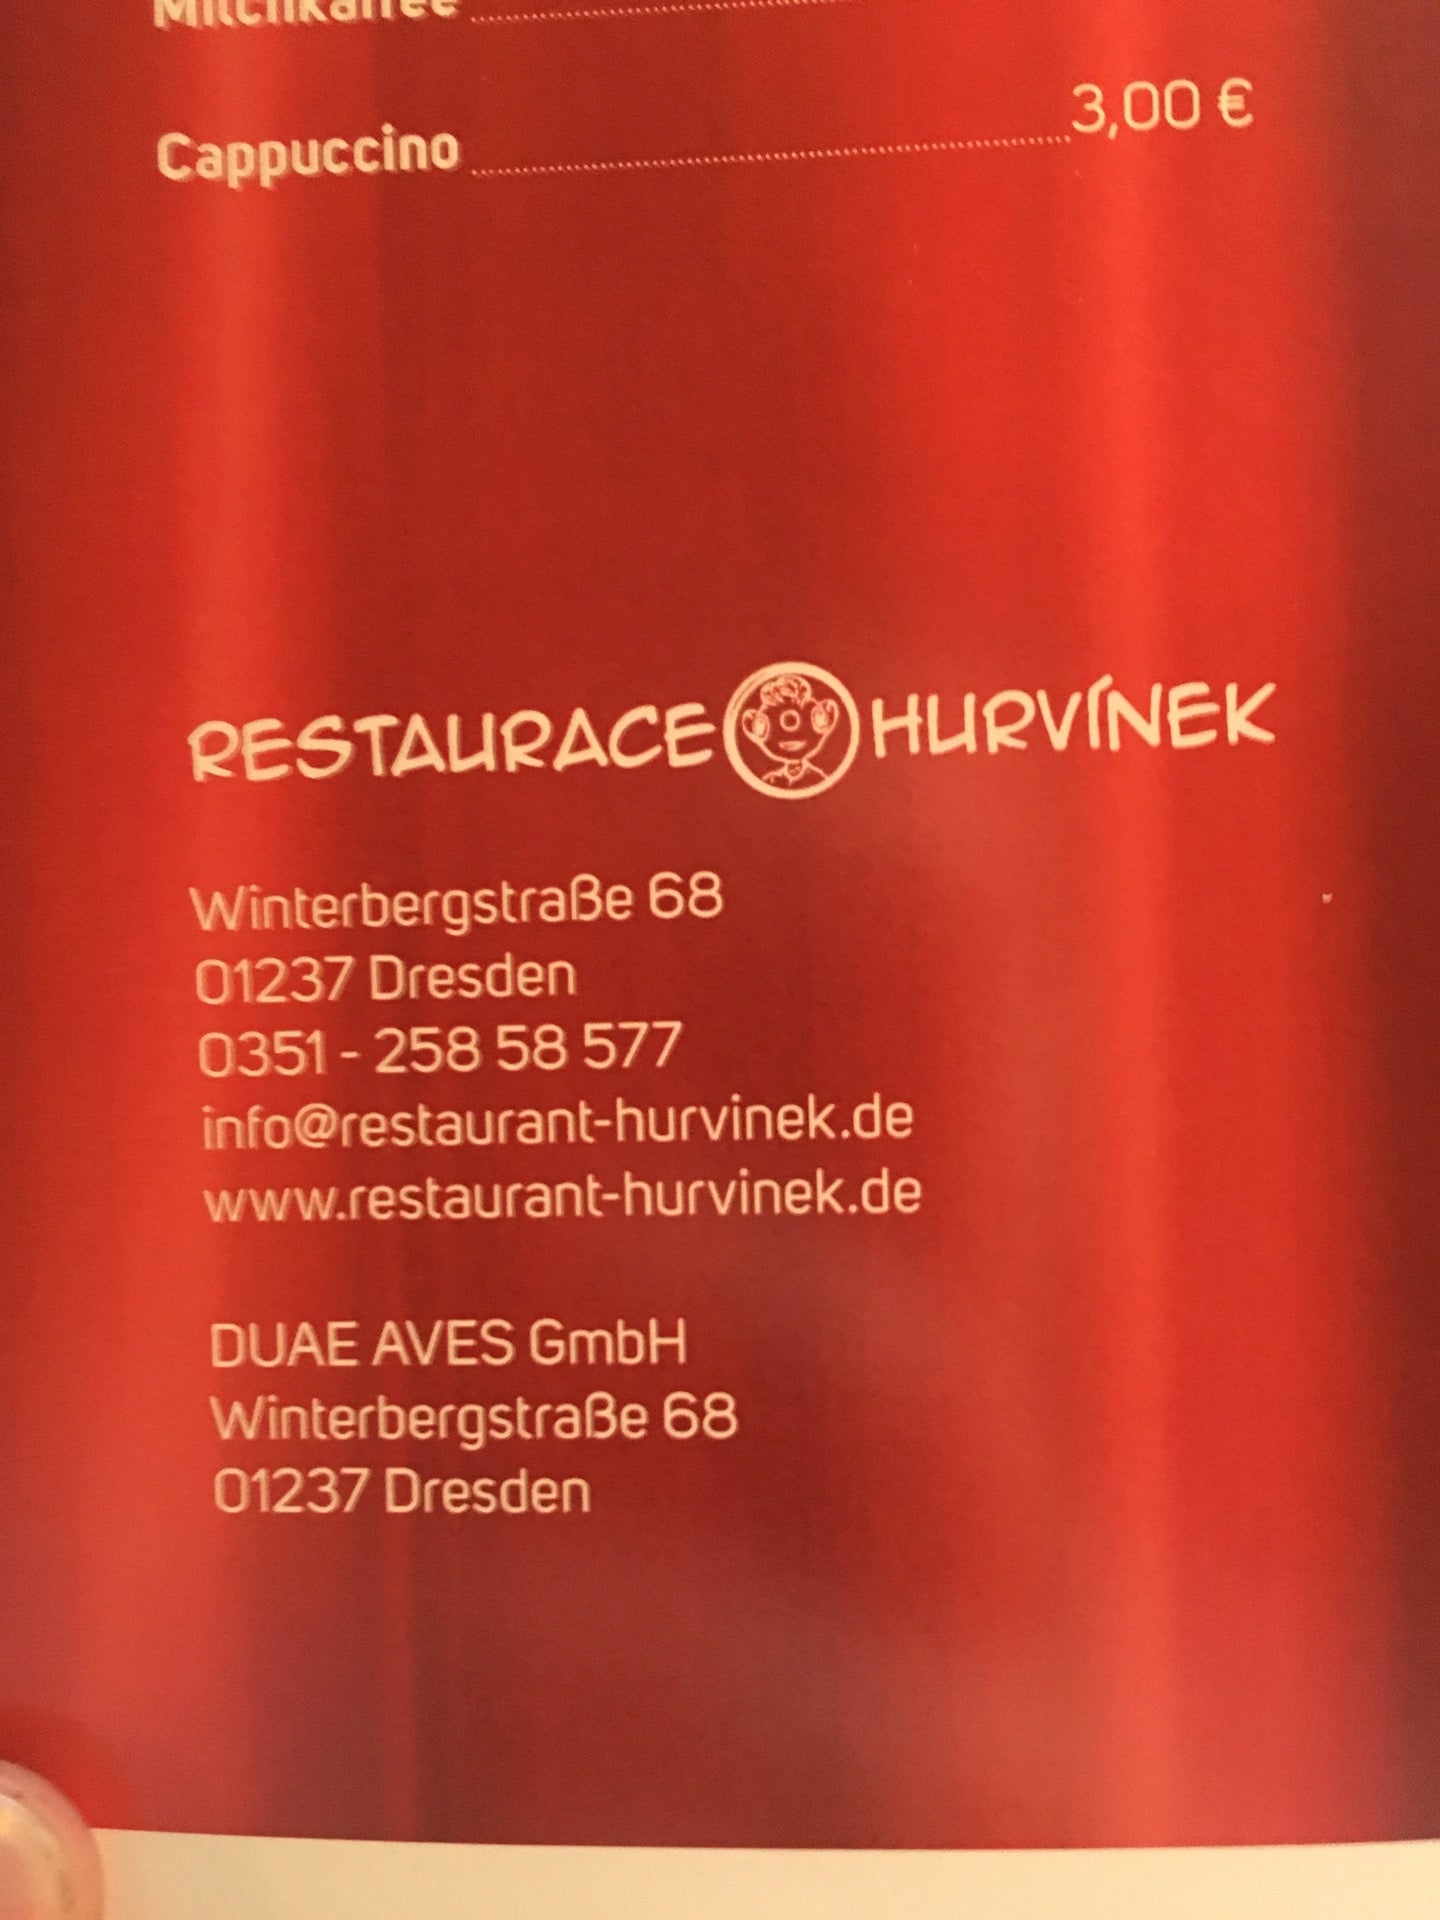 Milchkaffee
Cappuccino 3,00 €
RESTAURACE HURVÍNEK
Winterbergstraße 68
01237 Dresden
0351 - 258 58 577
info@restaurant-hurvinek.de
www.restaurant-hurvinek.de
DUAE AVES GmbH
Winterbergstraße 68
01237 Dresden